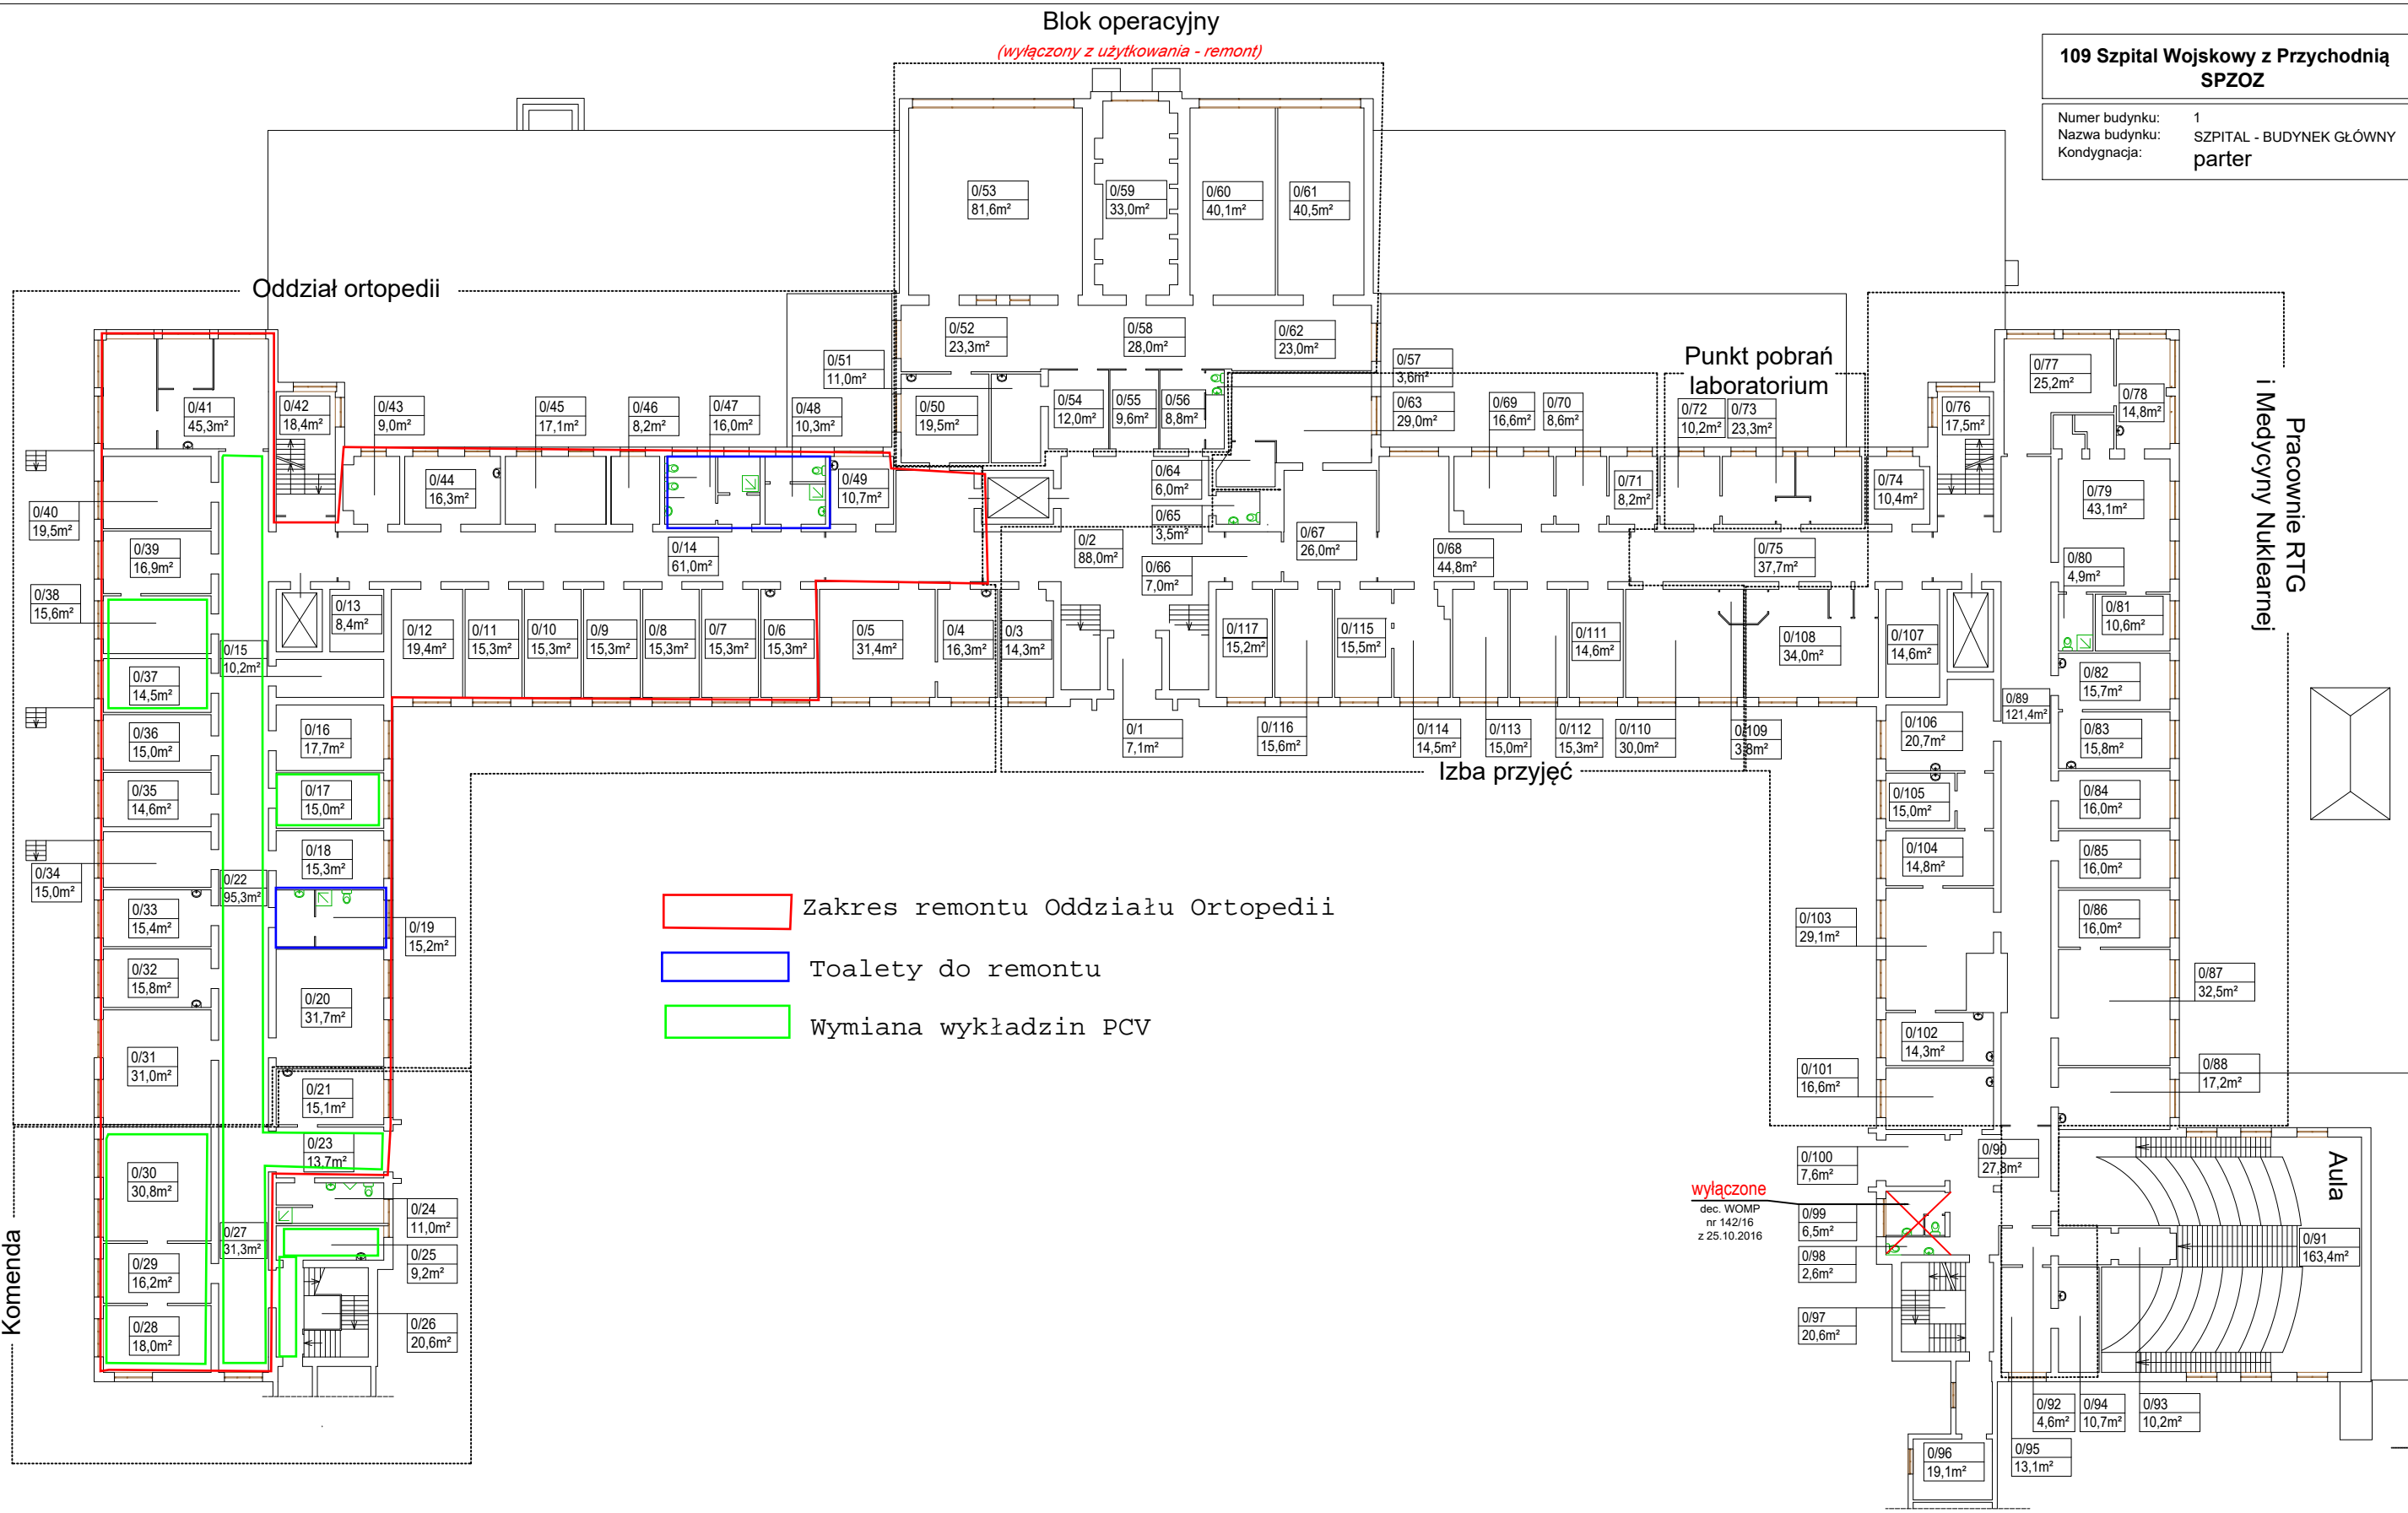 Blok operacyjny
(wyłączony z użytkowania - remont)
109 Szpital Wojskowy z Przychodnią
SPZOZ
Numer budynku: 1
Nazwa budynku: SZPITAL - BUDYNEK GŁÓWNY
Kondygnacja: parter
0/53
81,6m²
0/59
33,0m²
0/60
40,1m²
0/61
40,5m²
Oddział ortopedii
0/52
23,3m²
0/58
28,0m²
0/62
23,0m²
0/51
11,0m²
0/57
3,6m²
Punkt pobrań
laboratorium
0/77
25,2m²
0/78
14,8m²
Pracownie RTG
i Medycyny Nuklearnej
0/41
45,3m²
0/42
18,4m²
0/43
9,0m²
0/45
17,1m²
0/46
8,2m²
0/47
16,0m²
0/48
10,3m²
0/50
19,5m²
0/54
12,0m²
0/55
9,6m²
0/56
8,8m²
0/63
29,0m²
0/69
16,6m²
0/70
8,6m²
0/72
10,2m²
0/73
23,3m²
0/76
17,5m²
0/44
16,3m²
0/49
10,7m²
0/64
6,0m²
0/71
8,2m²
0/74
10,4m²
0/79
43,1m²
0/40
19,5m²
0/39
16,9m²
0/14
61,0m²
0/2
88,0m²
0/65
3,5m²
0/66
7,0m²
0/67
26,0m²
0/68
44,8m²
0/75
37,7m²
0/80
4,9m²
0/38
15,6m²
0/13
8,4m²
0/81
10,6m²
0/15
10,2m²
0/12
19,4m²
0/11
15,3m²
0/10
15,3m²
0/9
15,3m²
0/8
15,3m²
0/7
15,3m²
0/6
15,3m²
0/5
31,4m²
0/4
16,3m²
0/3
14,3m²
0/117
15,2m²
0/115
15,5m²
0/111
14,6m²
0/108
34,0m²
0/107
14,6m²
0/37
14,5m²
0/82
15,7m²
0/89
121,4m²
0/36
15,0m²
0/16
17,7m²
0/1
7,1m²
0/116
15,6m²
0/114
14,5m²
0/113
15,0m²
0/112
15,3m²
0/110
30,0m²
0/109
3,8m²
0/106
20,7m²
0/83
15,8m²
Izba przyjęć
0/35
14,6m²
0/17
15,0m²
0/105
15,0m²
0/84
16,0m²
0/34
15,0m²
0/18
15,3m²
0/22
95,3m²
0/104
14,8m²
0/85
16,0m²
0/33
15,4m²
0/19
15,2m²
Zakres remontu Oddziału Ortopedii
0/103
29,1m²
0/86
16,0m²
0/32
15,8m²
0/20
31,7m²
Toalety do remontu
0/87
32,5m²
Wymiana wykładzin PCV
0/31
31,0m²
0/102
14,3m²
0/21
15,1m²
0/101
16,6m²
0/88
17,2m²
0/23
13,7m²
0/30
30,8m²
0/100
7,6m²
0/90
27,8m²
Aula
wyłączone
dec. WOMP
nr 142/16
z 25.10.2016
0/24
11,0m²
0/99
6,5m²
0/27
31,3m²
0/25
9,2m²
0/98
2,6m²
0/91
163,4m²
Komenda
0/29
16,2m²
0/28
18,0m²
0/26
20,6m²
0/97
20,6m²
0/92
4,6m²
0/94
10,7m²
0/93
10,2m²
0/96
19,1m²
0/95
13,1m²